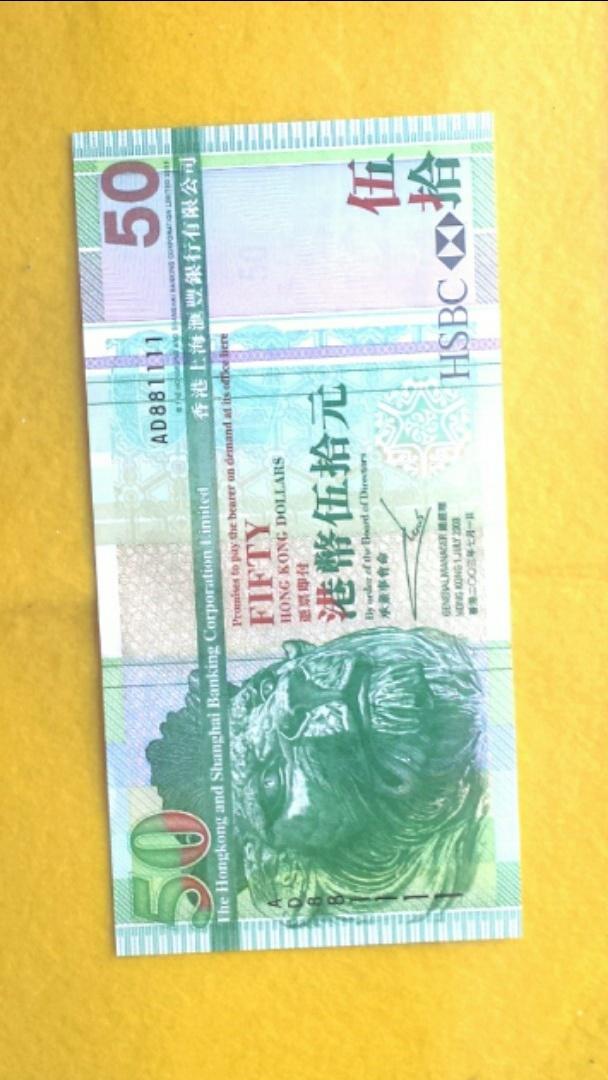 50
The Hongkong and Shanghai Banking Corporation Limited 香港上海滙豐銀行有限公司
AD881111
Promises to pay the bearer on demand at its office here
FIFTY
HONG KONG DOLLARS
憑票即付
港幣伍拾元
By order of the Board of Directors
承董事會命
GENERAL MANAGER 總經理
HONG KONG 1 JULY 2003
香港二〇〇三年七月一日
AD881111
50
伍拾
HSBC